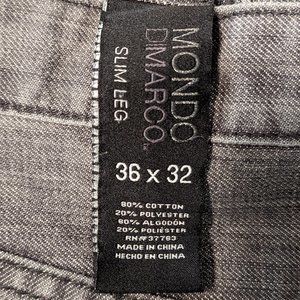 MONDO
DIMARCO™
SLIM LEG
36 x 32
80% COTTON
20% POLYESTER
80% ALGODÓN
20% POLIÉSTER
RN# 37763
MADE IN CHINA
HECHO EN CHINA